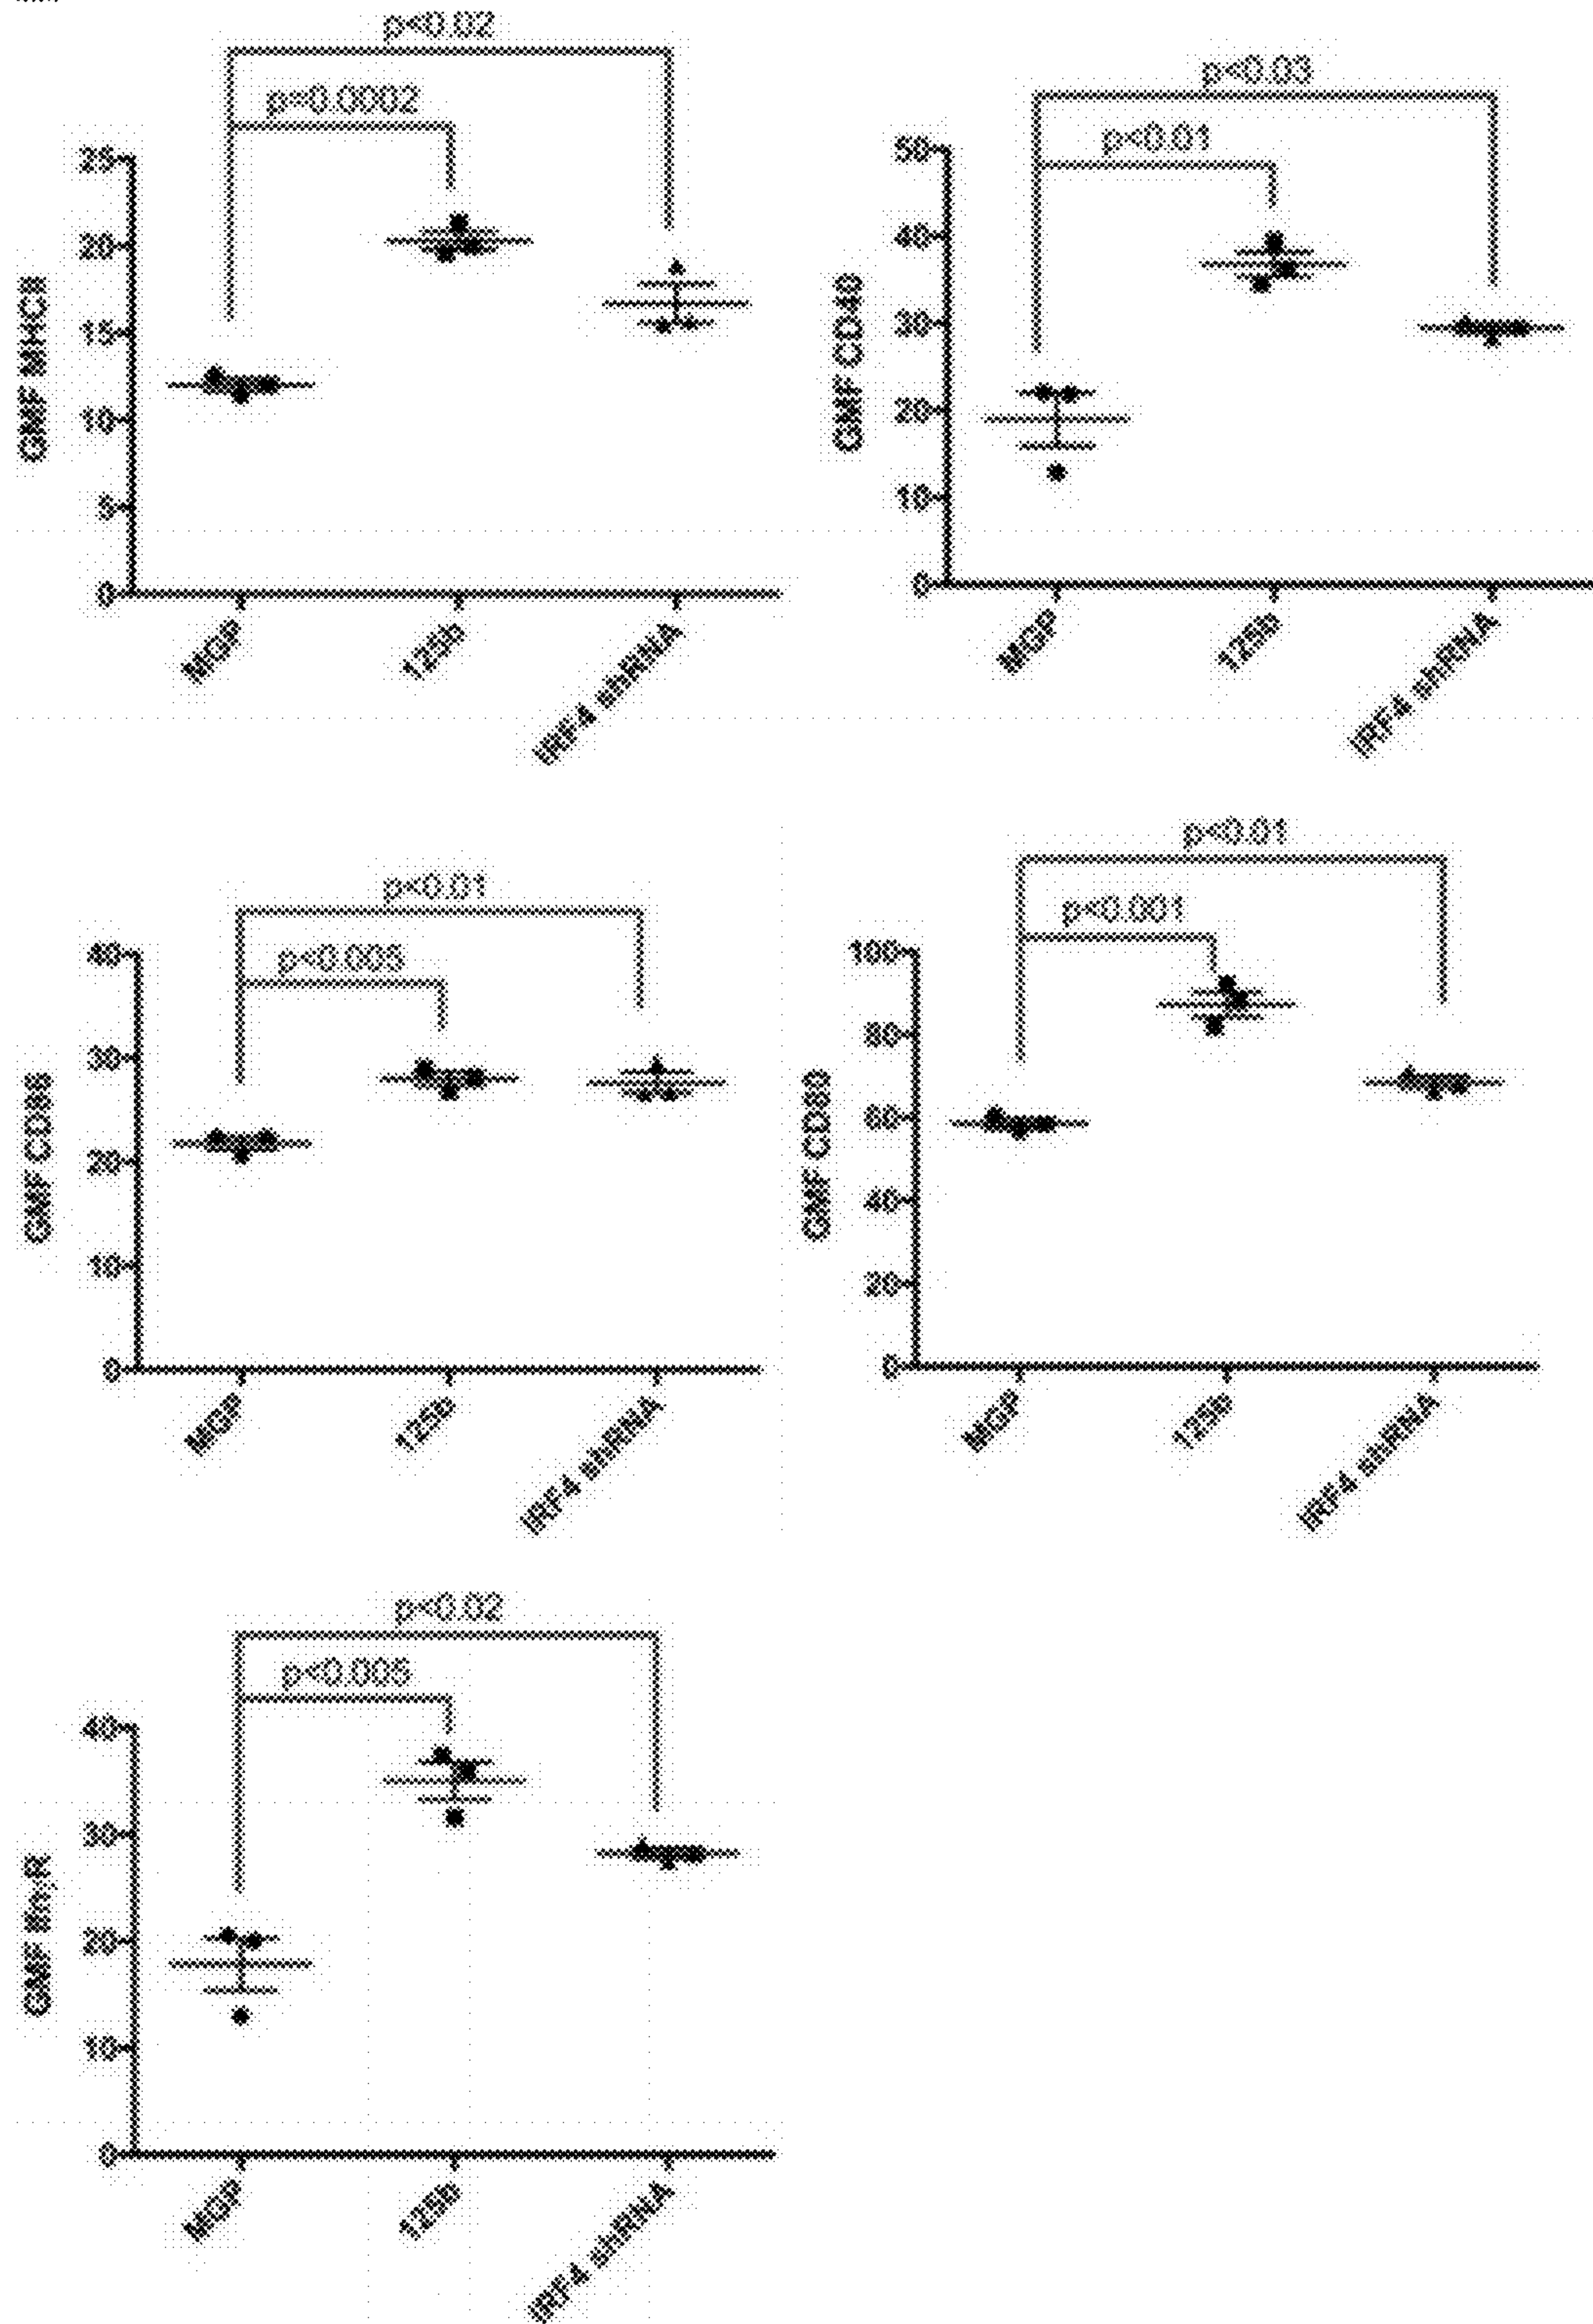 p<0.02
p=0.0002
25
20
15
10
5
0
GMF MHCII
MGP
125b
IRF4 shRNA
p<0.03
p<0.01
50
40
30
20
10
0
GMF CD40
MGP
125b
IRF4 shRNA
p<0.01
p<0.005
40
30
20
10
0
GMF CD86
MGP
125b
IRF4 shRNA
p<0.01
p<0.001
100
80
60
40
20
0
GMF CD80
MGP
125b
IRF4 shRNA
p<0.02
p<0.005
40
30
20
10
0
GMF
MGP
125b
IRF4 shRNA